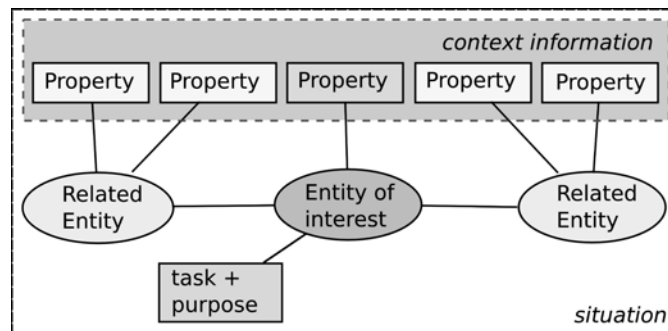 context information
Property
Property
Property
Property
Property
Related
Entity
Entity of
interest
Related
Entity
task +
purpose
situation